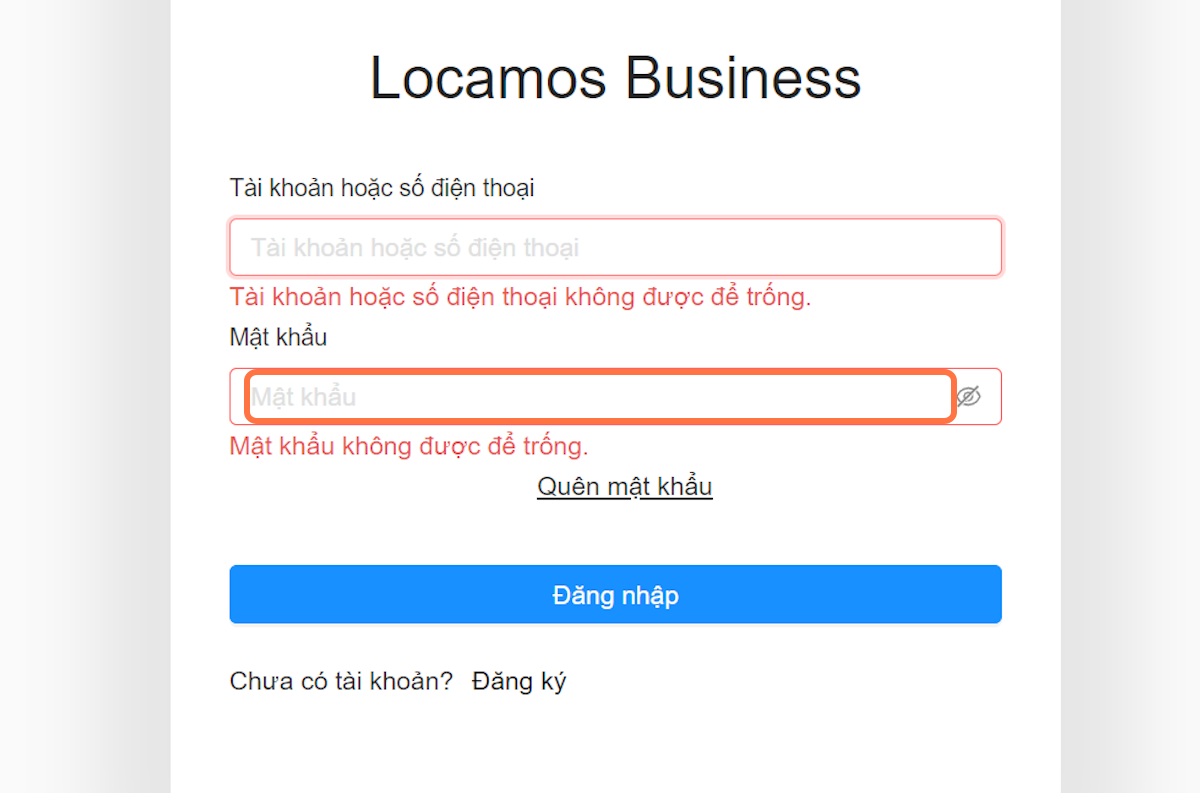 Locamos Business
Tài khoản hoặc số điện thoại
Tài khoản hoặc số điện thoại
Tài khoản hoặc số điện thoại không được để trống.
Mật khẩu
Mật khẩu
Mật khẩu không được để trống.
Quên mật khẩu
Đăng nhập
Chưa có tài khoản? Đăng ký